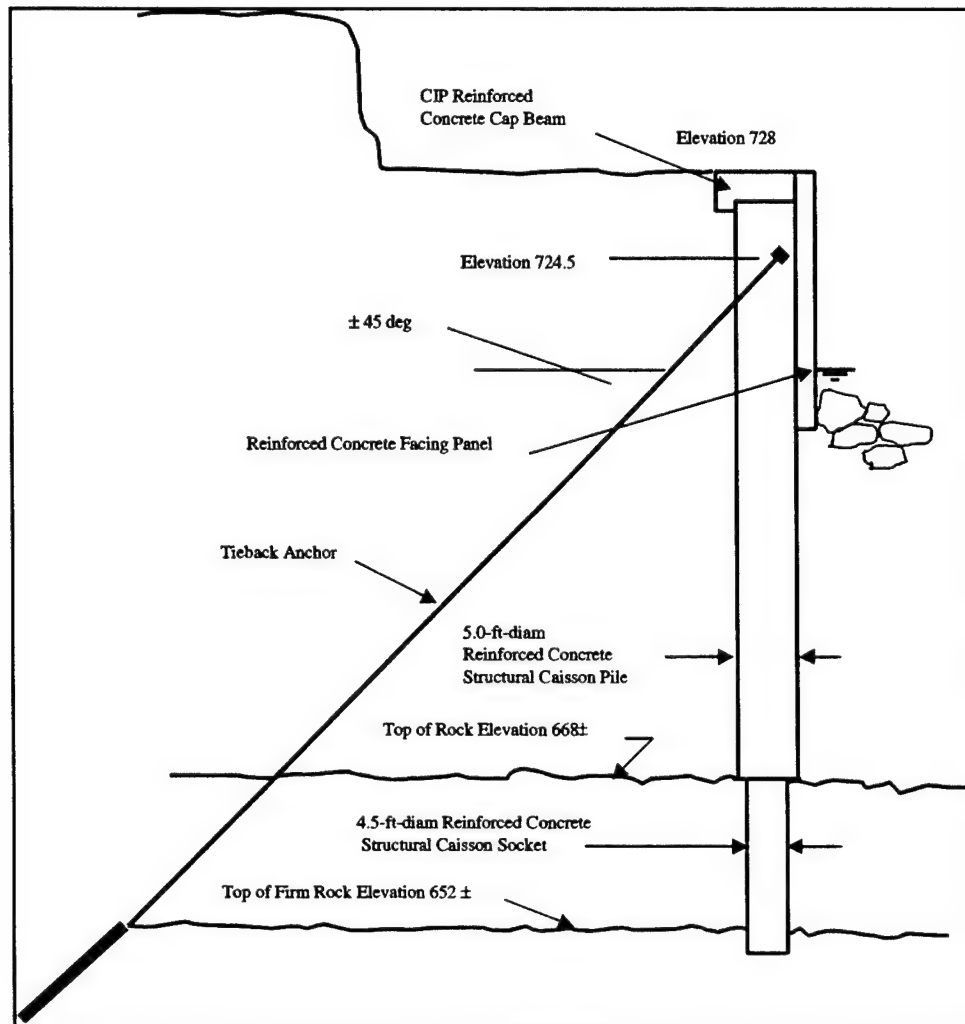 CIP Reinforced
Concrete Cap Beam
Elevation 728
Elevation 724.5
± 45 deg
Reinforced Concrete Facing Panel
Tieback Anchor
5.0-ft-diam
Reinforced Concrete
Structural Caisson Pile
Top of Rock Elevation 668±
4.5-ft-diam Reinforced Concrete
Structural Caisson Socket
Top of Firm Rock Elevation 652 ±